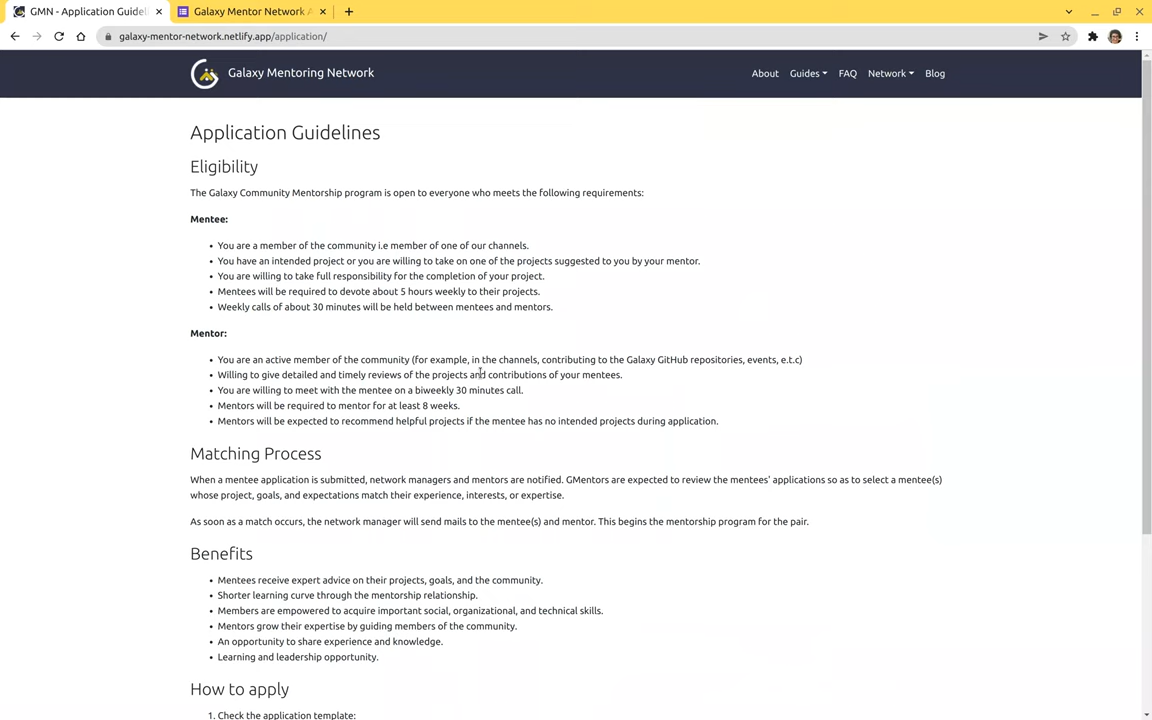 GMN - Application Guidel
Galaxy Mentor Network A
galaxy-mentor-network.netlify.app/application/
Galaxy Mentoring Network
About
Guides
FAQ
Network
Blog
Application Guidelines
Eligibility
The Galaxy Community Mentorship program is open to everyone who meets the following requirements:
Mentee:
• You are a member of the community i.e member of one of our channels.
• You have an intended project or you are willing to take on one of the projects suggested to you by your mentor.
• You are willing to take full responsibility for the completion of your project.
• Mentees will be required to devote about 5 hours weekly to their projects.
• Weekly calls of about 30 minutes will be held between mentees and mentors.
Mentor:
• You are an active member of the community (for example, in the channels, contributing to the Galaxy GitHub repositories, events, e.t.c)
• Willing to give detailed and timely reviews of the projects and contributions of your mentees.
• You are willing to meet with the mentee on a biweekly 30 minutes call.
• Mentors will be required to mentor for at least 8 weeks.
• Mentors will be expected to recommend helpful projects if the mentee has no intended projects during application.
Matching Process
When a mentee application is submitted, network managers and mentors are notified. GMentors are expected to review the mentees' applications so as to select a mentee(s)
whose project, goals, and expectations match their experience, interests, or expertise.
As soon as a match occurs, the network manager will send mails to the mentee(s) and mentor. This begins the mentorship program for the pair.
Benefits
• Mentees receive expert advice on their projects, goals, and the community.
• Shorter learning curve through the mentorship relationship.
• Members are empowered to acquire important social, organizational, and technical skills.
• Mentors grow their expertise by guiding members of the community.
• An opportunity to share experience and knowledge.
• Learning and leadership opportunity.
How to apply
1. Check the application template: